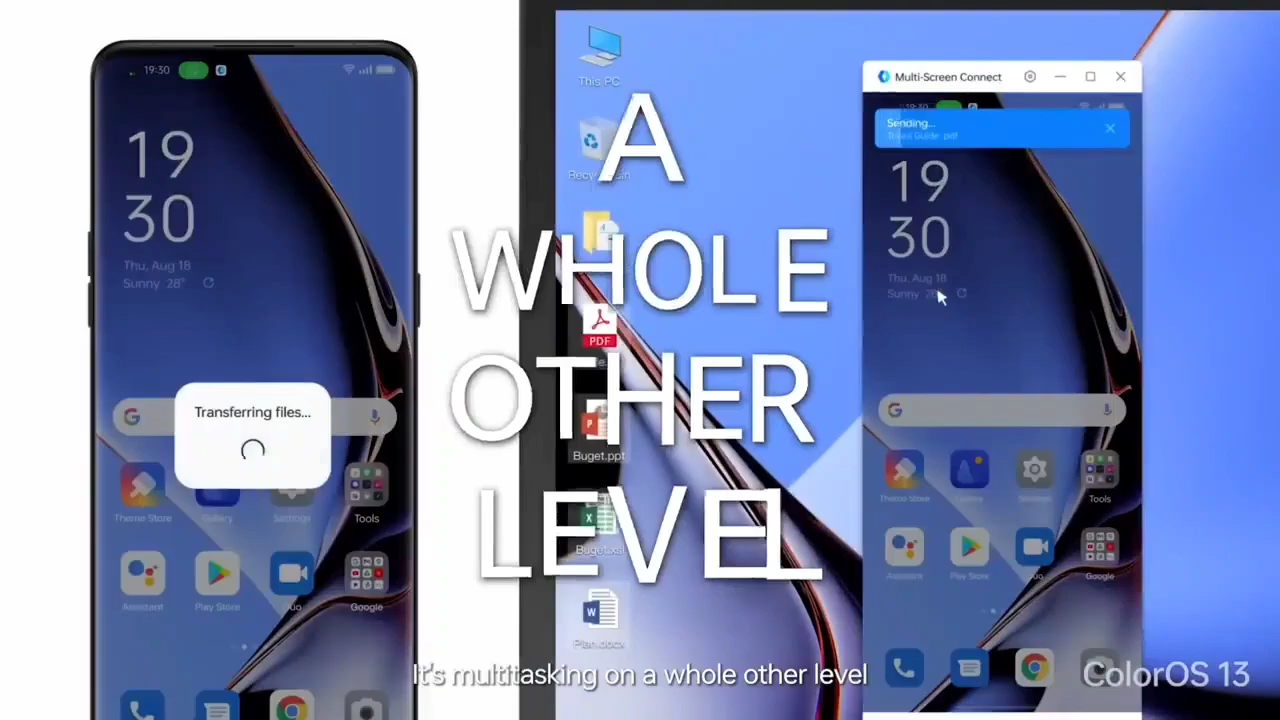 19:30
19
30
Thu, Aug 18
Sunny 28°
Transferring files...
Theme Store
Gallery
Settings
Tools
Assistant
Play Store
Duo
Google
This PC
Recycle Bin
PDF
Buget.ppt
Buget.xsl
Plan.docx
A
WHOLE
OTHER
LEVEL
Multi-Screen Connect
19:30
Sending...
Travel Guide.pdf
19
30
Thu, Aug 18
Sunny 28°
Theme Store
Gallery
Settings
Tools
Assistant
Play Store
Duo
Google
It's multitasking on a whole other level
ColorOS 13